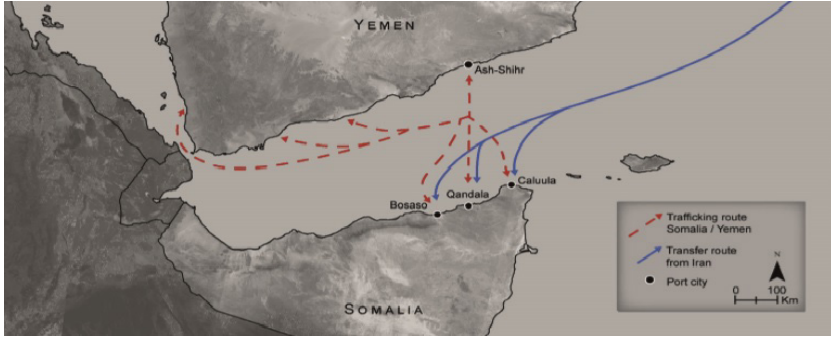 YEMEN
Ash-Shihr
Caluula
Qandala
Bosaso
Trafficking route
Somalia / Yemen
Transfer route
from Iran
N
Port city
0 100
Km
SOMALIA